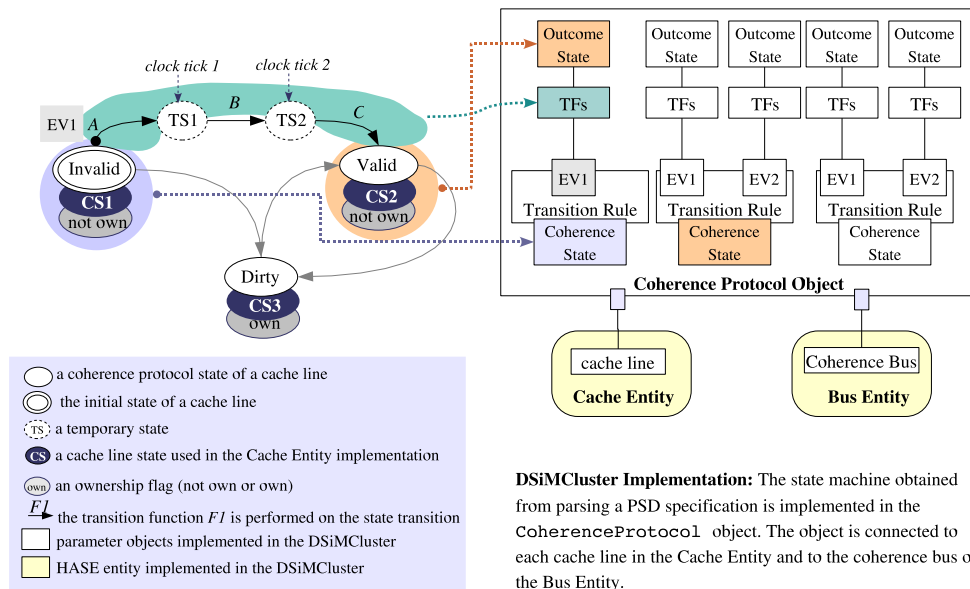 clock tick 1
clock tick 2
EV1
A
B
C
TS1
TS2
Invalid
CS1
not own
Valid
CS2
not own
Dirty
CS3
own
Outcome State
Outcome State
Outcome State
Outcome State
Outcome State
TFs
TFs
TFs
TFs
TFs
EV1
EV1
EV2
EV1
EV2
Transition Rule
Transition Rule
Transition Rule
Coherence State
Coherence State
Coherence State
Coherence Protocol Object
cache line
Cache Entity
Coherence Bus
Bus Entity
a coherence protocol state of a cache line
the initial state of a cache line
TS a temporary state
CS a cache line state used in the Cache Entity implementation
own an ownership flag (not own or own)
F1 the transition function F1 is performed on the state transition
parameter objects implemented in the DSiMCluster
HASE entity implemented in the DSiMCluster
DSiMCluster Implementation: The state machine obtained
from parsing a PSD specification is implemented in the
CoherenceProtocol object. The object is connected to
each cache line in the Cache Entity and to the coherence bus o
the Bus Entity.